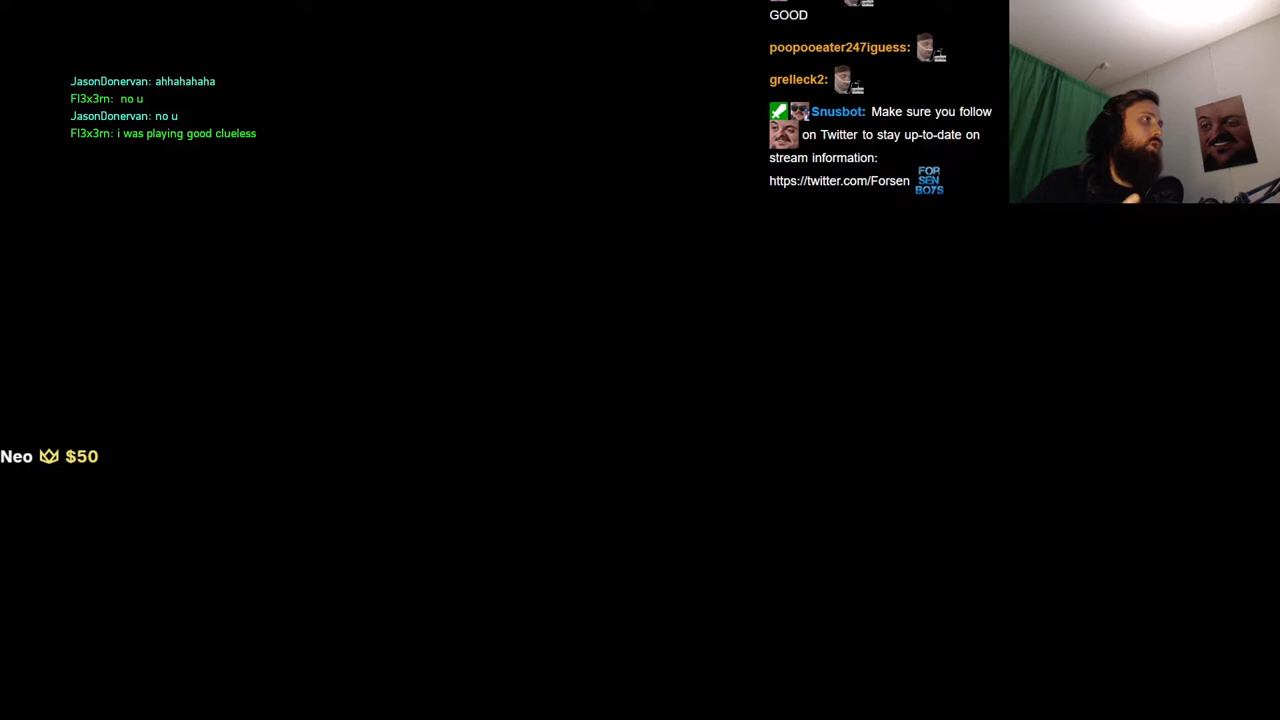 JasonDonervan: ahhahahaha
Fl3x3rn: no u
JasonDonervan: no u
Fl3x3rn: i was playing good clueless
Neo $50
GOOD
poopooeater247iguess:
grelleck2:
Snusbot: Make sure you follow
on Twitter to stay up-to-date on
stream information:
https://twitter.com/Forsen FOR
SEN
BOYS